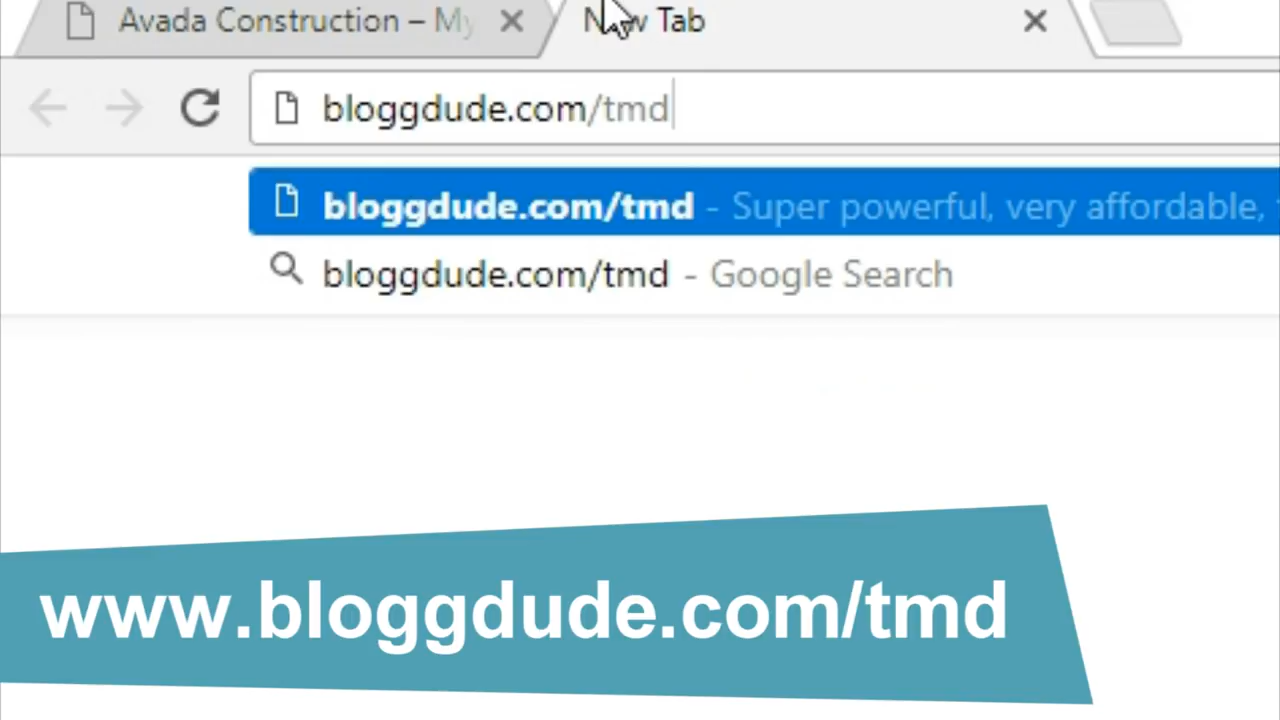 Avada Construction – My
New Tab
bloggdude.com/tmd
bloggdude.com/tmd - Super powerful, very affordable,
bloggdude.com/tmd - Google Search
www.bloggdude.com/tmd